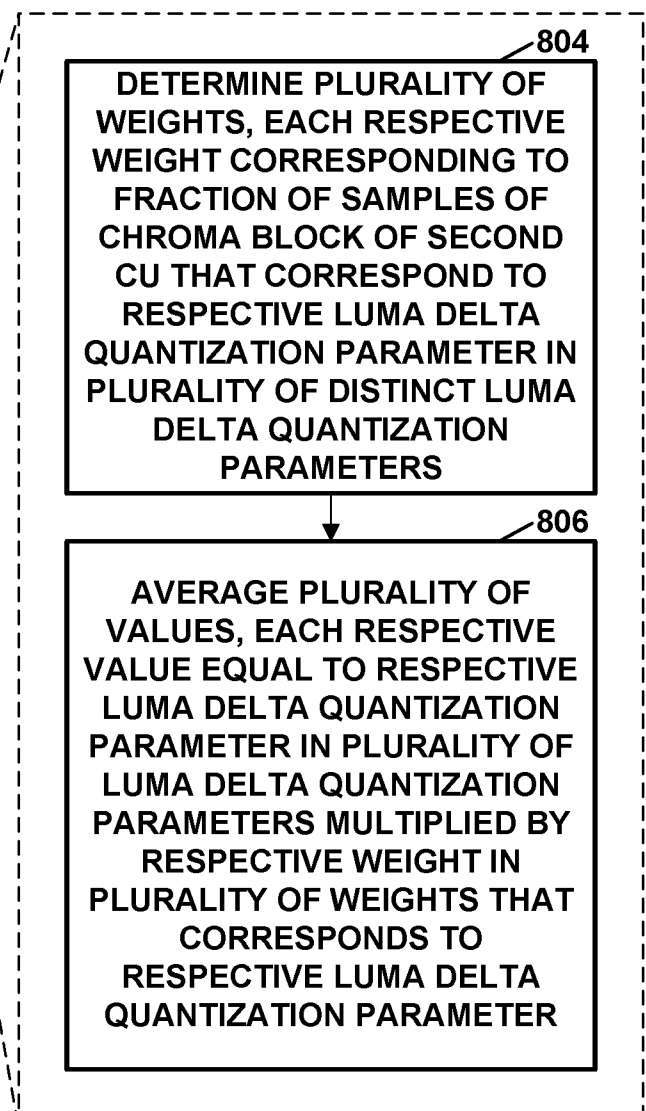 804
DETERMINE PLURALITY OF
WEIGHTS, EACH RESPECTIVE
WEIGHT CORRESPONDING TO
FRACTION OF SAMPLES OF
CHROMA BLOCK OF SECOND
CU THAT CORRESPOND TO
RESPECTIVE LUMA DELTA
QUANTIZATION PARAMETER IN
PLURALITY OF DISTINCT LUMA
DELTA QUANTIZATION
PARAMETERS
806
AVERAGE PLURALITY OF
VALUES, EACH RESPECTIVE
VALUE EQUAL TO RESPECTIVE
LUMA DELTA QUANTIZATION
PARAMETER IN PLURALITY OF
LUMA DELTA QUANTIZATION
PARAMETERS MULTIPLIED BY
RESPECTIVE WEIGHT IN
PLURALITY OF WEIGHTS THAT
CORRESPONDS TO
RESPECTIVE LUMA DELTA
QUANTIZATION PARAMETER